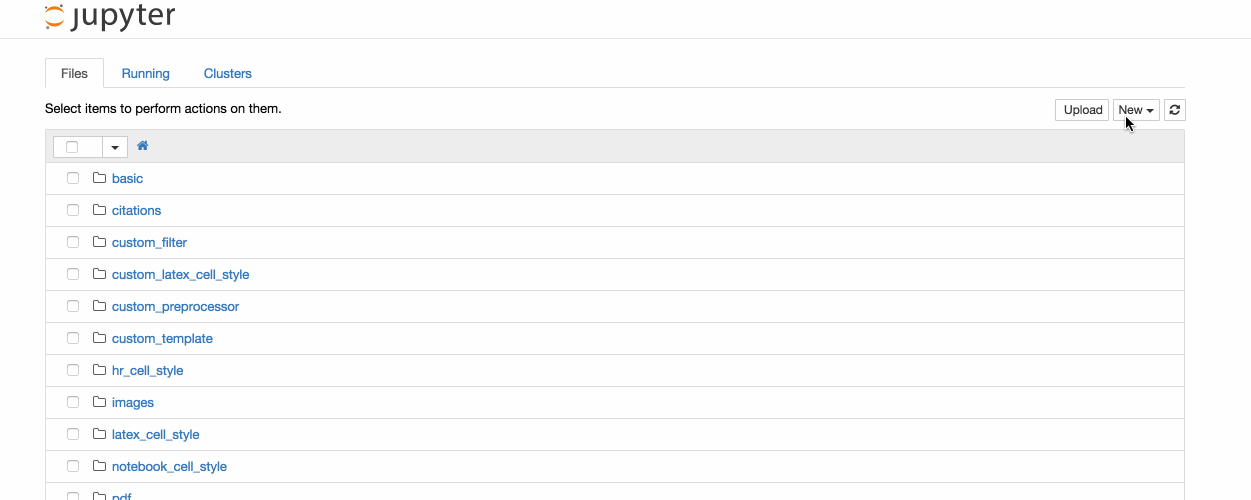 jupyter
Files Running Clusters
Select items to perform actions on them. Upload New
basic
citations
custom_filter
custom_latex_cell_style
custom_preprocessor
custom_template
hr_cell_style
images
latex_cell_style
notebook_cell_style
pdf